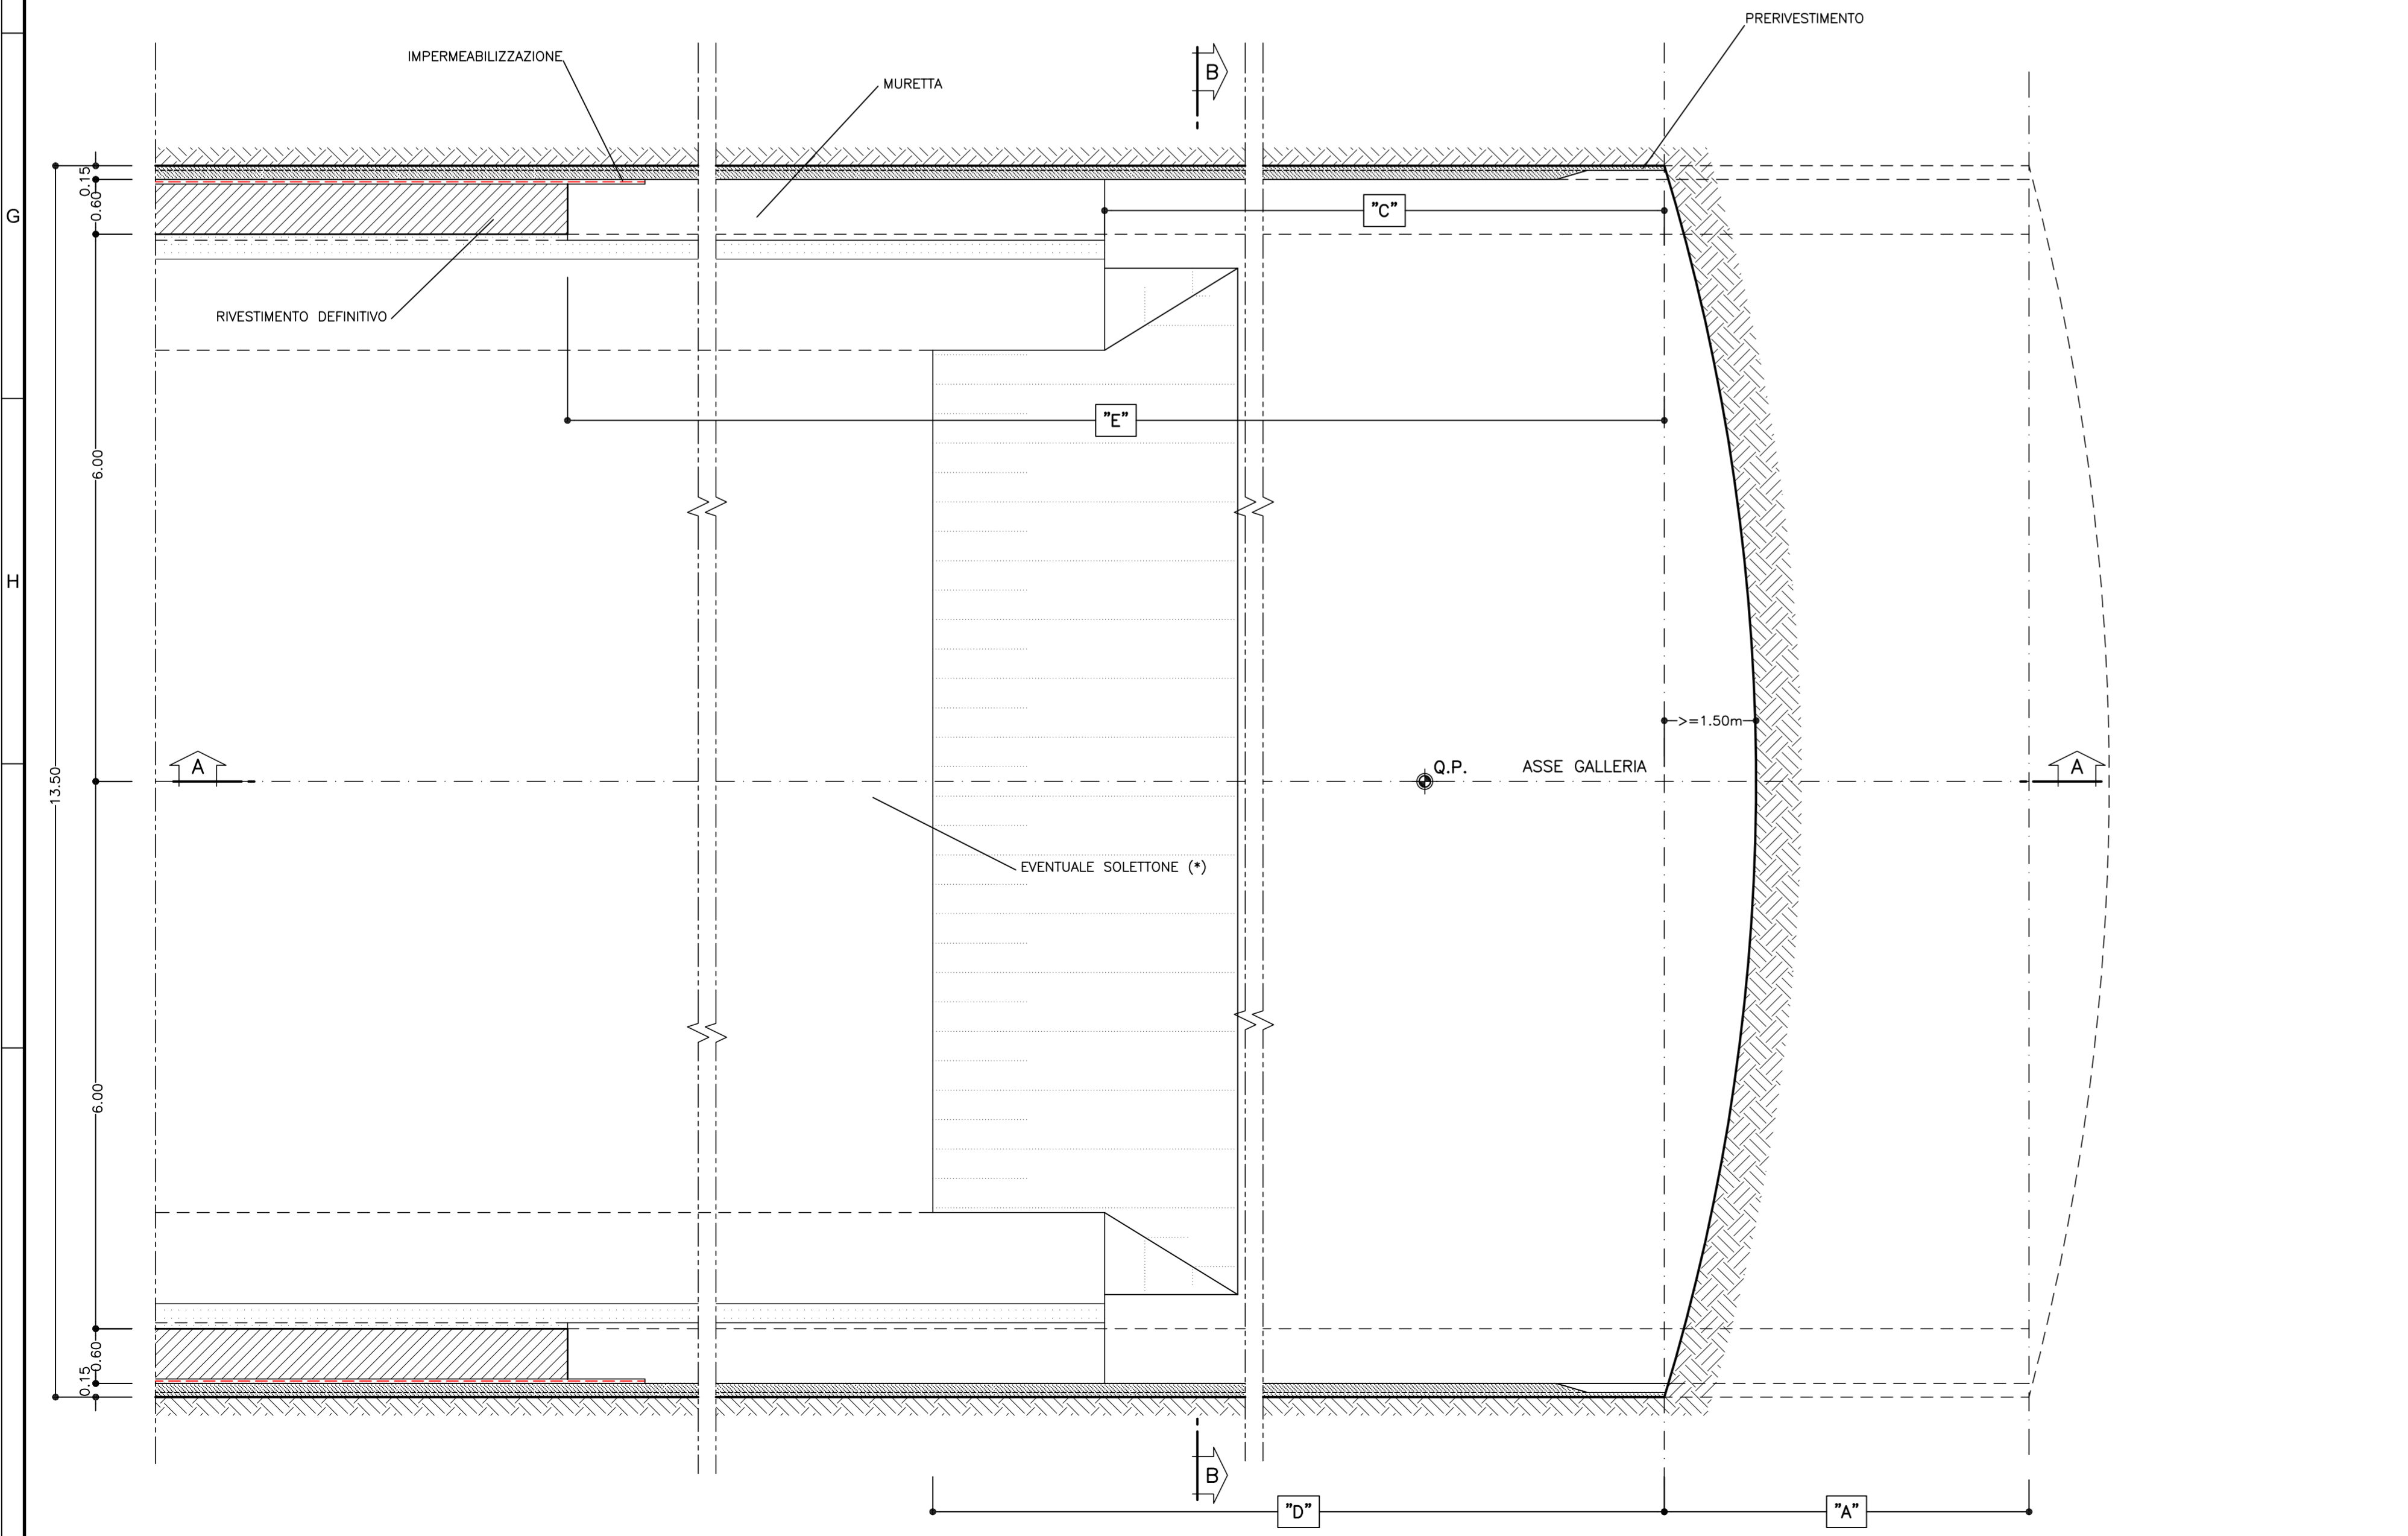 PRERIVESTIMENTO
IMPERMEABILIZZAZIONE
B
MURETTA
0.15
0.60
G
"C"
RIVESTIMENTO DEFINITIVO
"E"
6.00
H
>=1.50m
A
Q.P.
ASSE GALLERIA
A
13.50
EVENTUALE SOLETTONE (*)
6.00
0.60
0.15
B
"D"
"A"